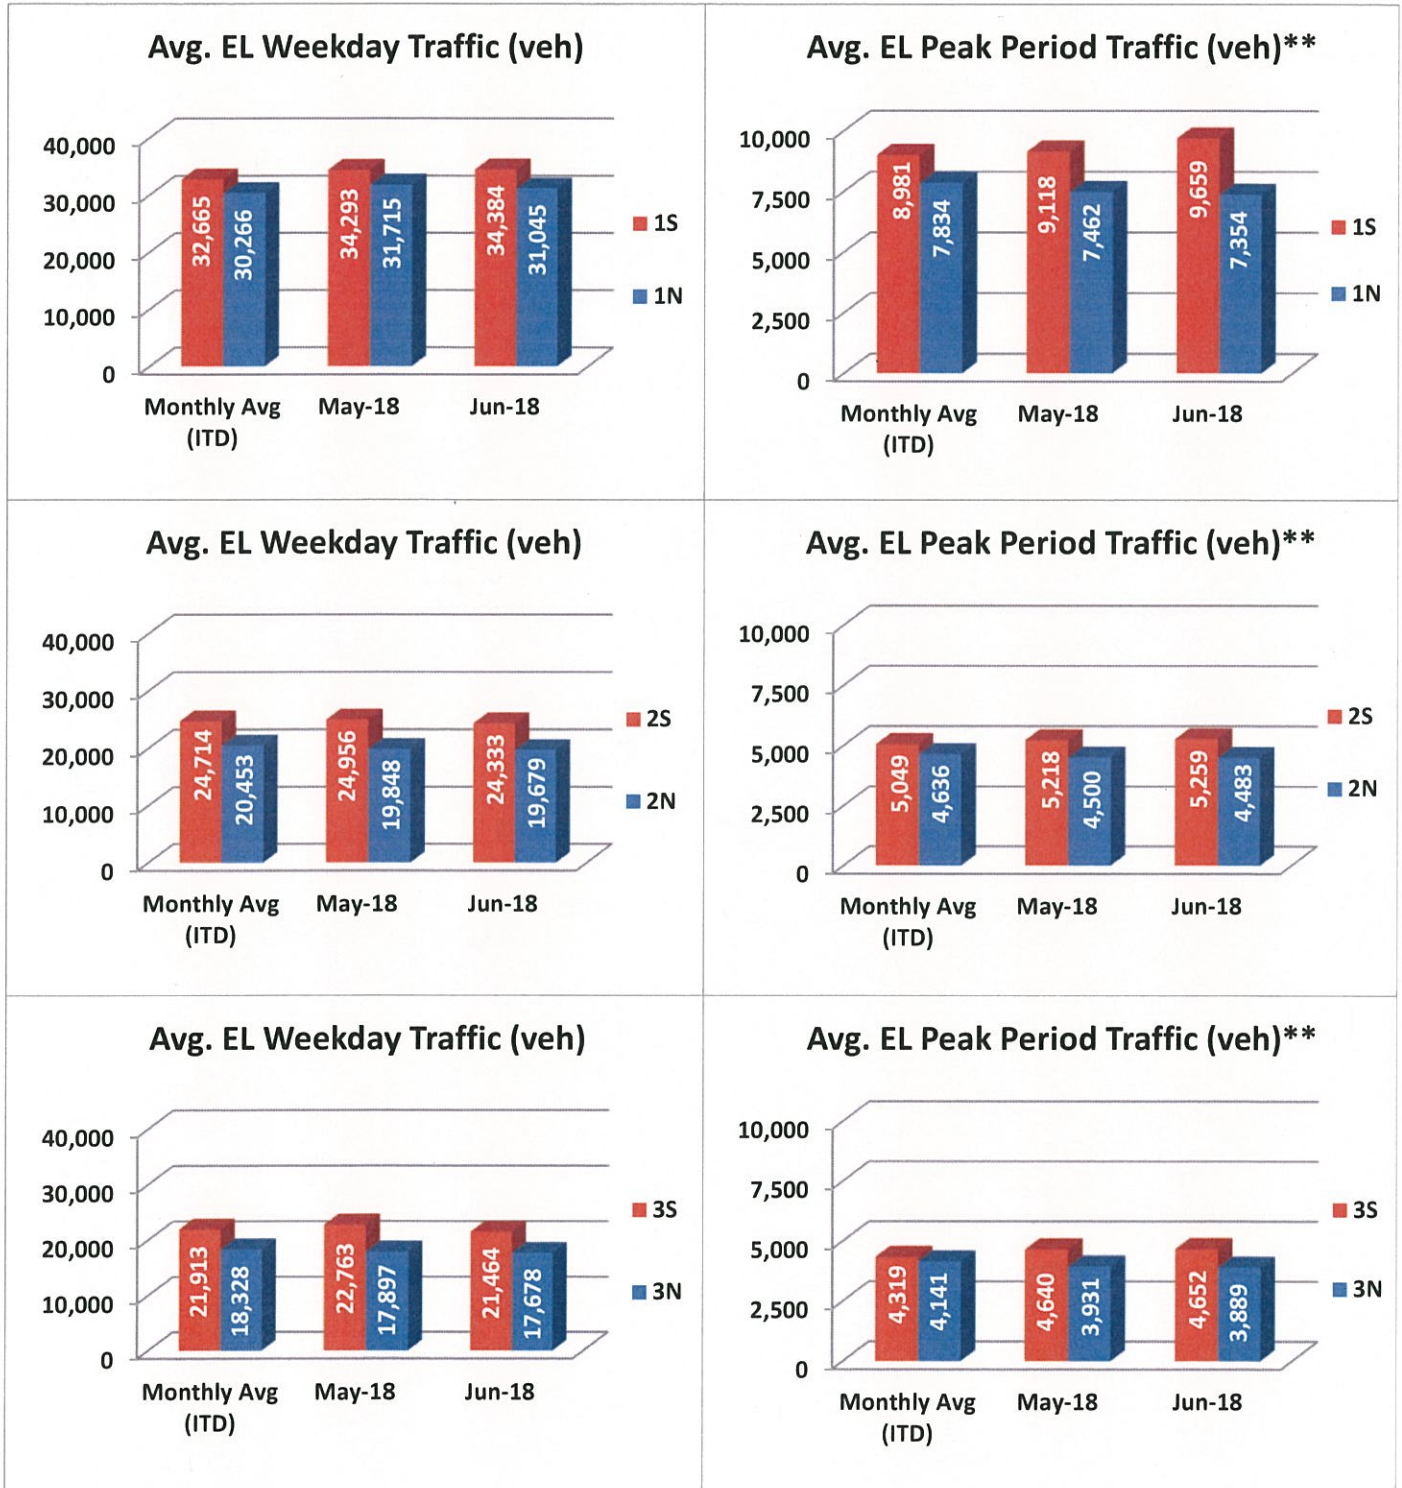 Avg. EL Weekday Traffic (veh)
40,000
30,000
20,000
10,000
0
32,665
30,266
34,293
31,715
34,384
31,045
1S
1N
Monthly Avg
(ITD)
May-18
Jun-18
Avg. EL Peak Period Traffic (veh)**
10,000
7,500
5,000
2,500
0
8,981
7,834
9,118
7,462
9,659
7,354
1S
1N
Monthly Avg
(ITD)
May-18
Jun-18
Avg. EL Weekday Traffic (veh)
40,000
30,000
20,000
10,000
0
24,714
20,453
24,956
19,848
24,333
19,679
2S
2N
Monthly Avg
(ITD)
May-18
Jun-18
Avg. EL Peak Period Traffic (veh)**
10,000
7,500
5,000
2,500
0
5,049
4,636
5,218
4,500
5,259
4,483
2S
2N
Monthly Avg
(ITD)
May-18
Jun-18
Avg. EL Weekday Traffic (veh)
40,000
30,000
20,000
10,000
0
21,913
18,328
22,763
17,897
21,464
17,678
3S
3N
Monthly Avg
(ITD)
May-18
Jun-18
Avg. EL Peak Period Traffic (veh)**
10,000
7,500
5,000
2,500
0
4,319
4,141
4,640
3,931
4,652
3,889
3S
3N
Monthly Avg
(ITD)
May-18
Jun-18